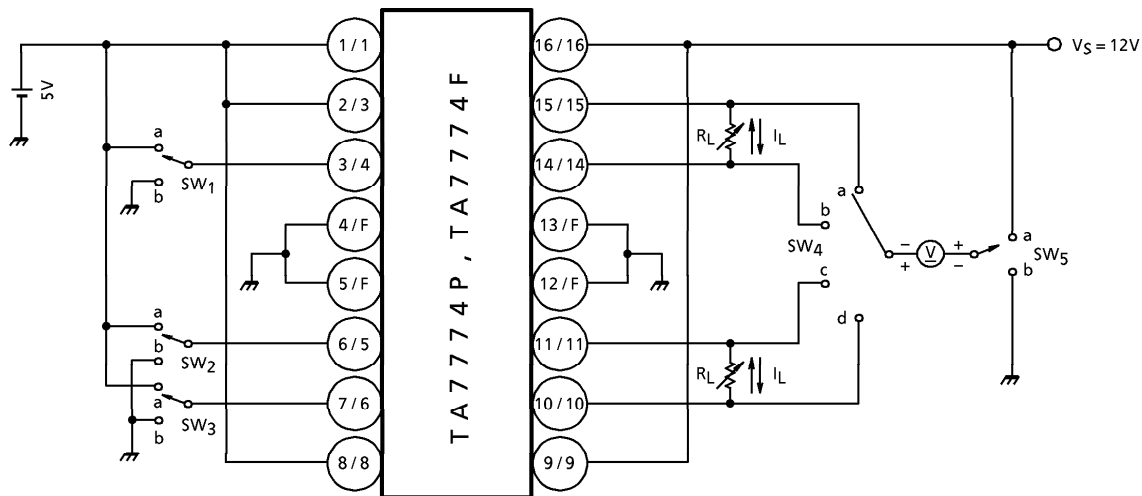 1 / 1
16 / 16
VS = 12V
5V
2 / 3
15 / 15
a
3 / 4
14 / 14
RL
IL
b
SW1
a
4 / F
13 / F
b
SW4
a
− V +
+ −
SW5
b
5 / F
12 / F
c
d
a
6 / 5
11 / 11
b
SW2
RL
IL
a
7 / 6
10 / 10
SW3
b
8 / 8
9 / 9
TA7774P, TA7774F